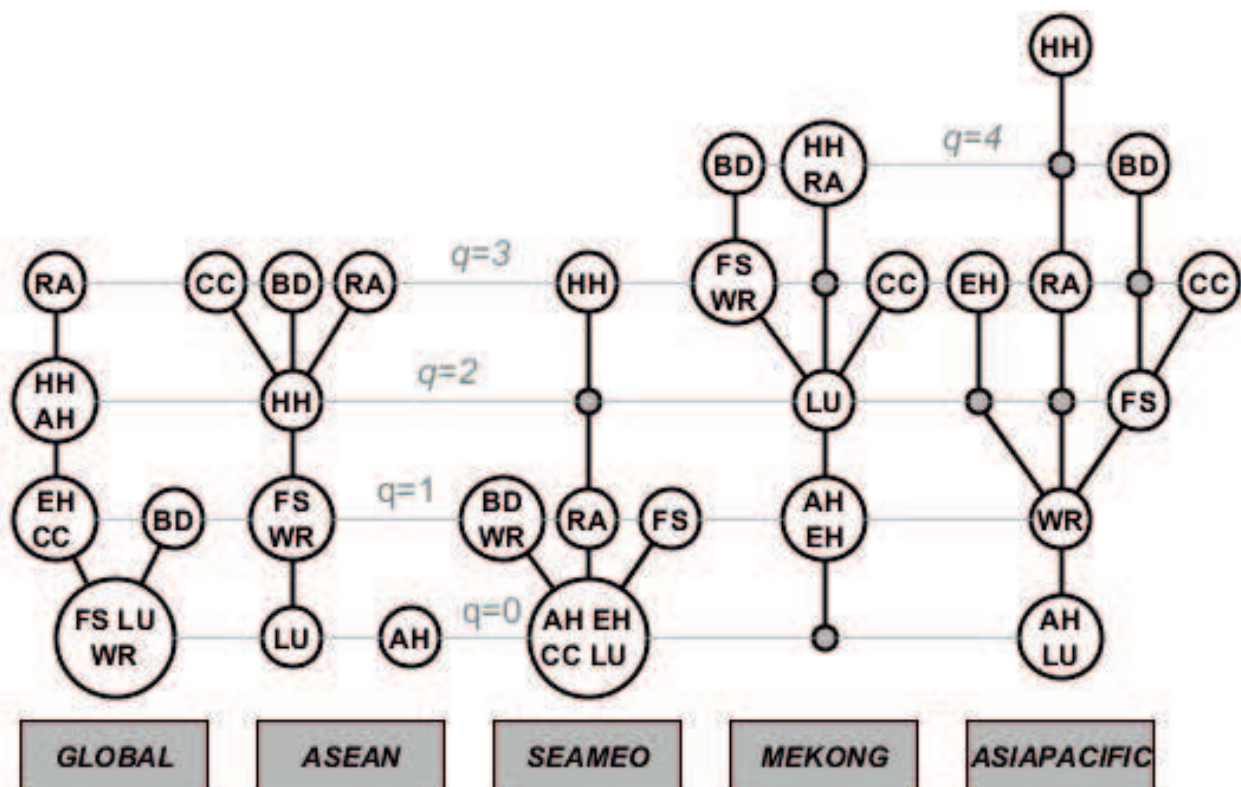 HH
BD
HH
RA
q=4
BD
RA
CC
BD
RA
q=3
HH
FS
WR
CC
EH
RA
CC
HH
AH
HH
q=2
LU
FS
EH
CC
BD
FS
WR
q=1
BD
WR
RA
FS
AH
EH
WR
FS LU
WR
LU
AH
q=0
AH EH
CC LU
AH
LU
GLOBAL
ASEAN
SEAMEO
MEKONG
ASIAPACIFIC